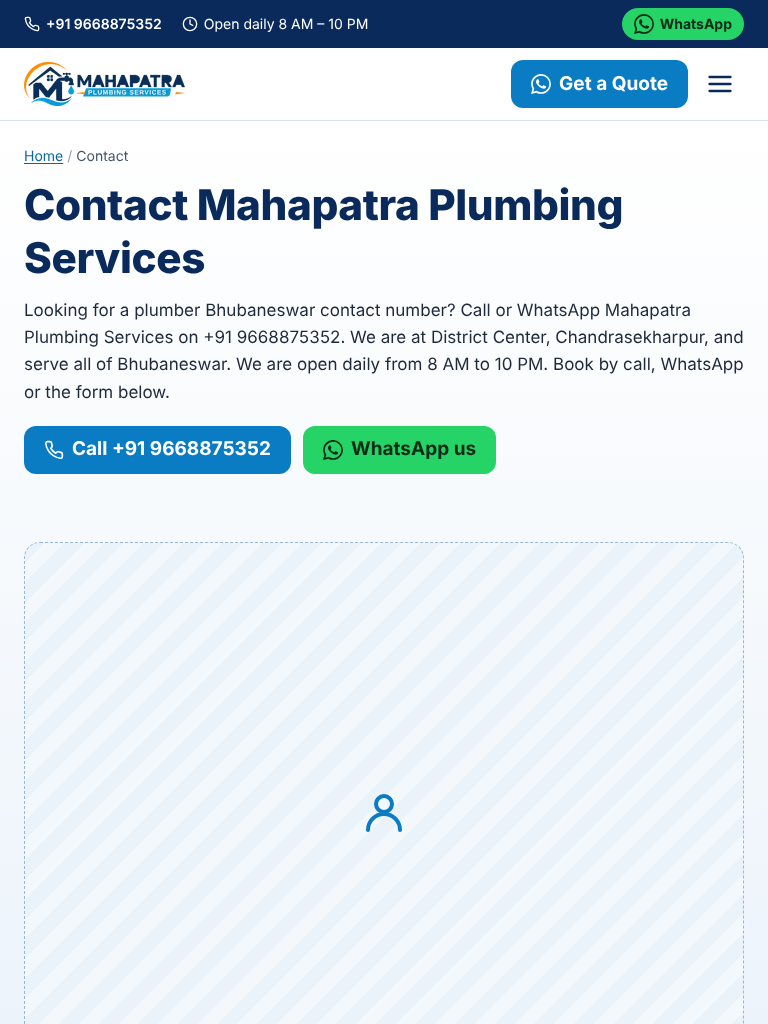 +91 9668875352
Open daily 8 AM – 10 PM
WhatsApp
MAHAPATRA
PLUMBING SERVICES
Get a Quote
Home / Contact
Contact Mahapatra Plumbing
Services
Looking for a plumber Bhubaneswar contact number? Call or WhatsApp Mahapatra
Plumbing Services on +91 9668875352. We are at District Center, Chandrasekharpur, and
serve all of Bhubaneswar. We are open daily from 8 AM to 10 PM. Book by call, WhatsApp
or the form below.
Call +91 9668875352
WhatsApp us